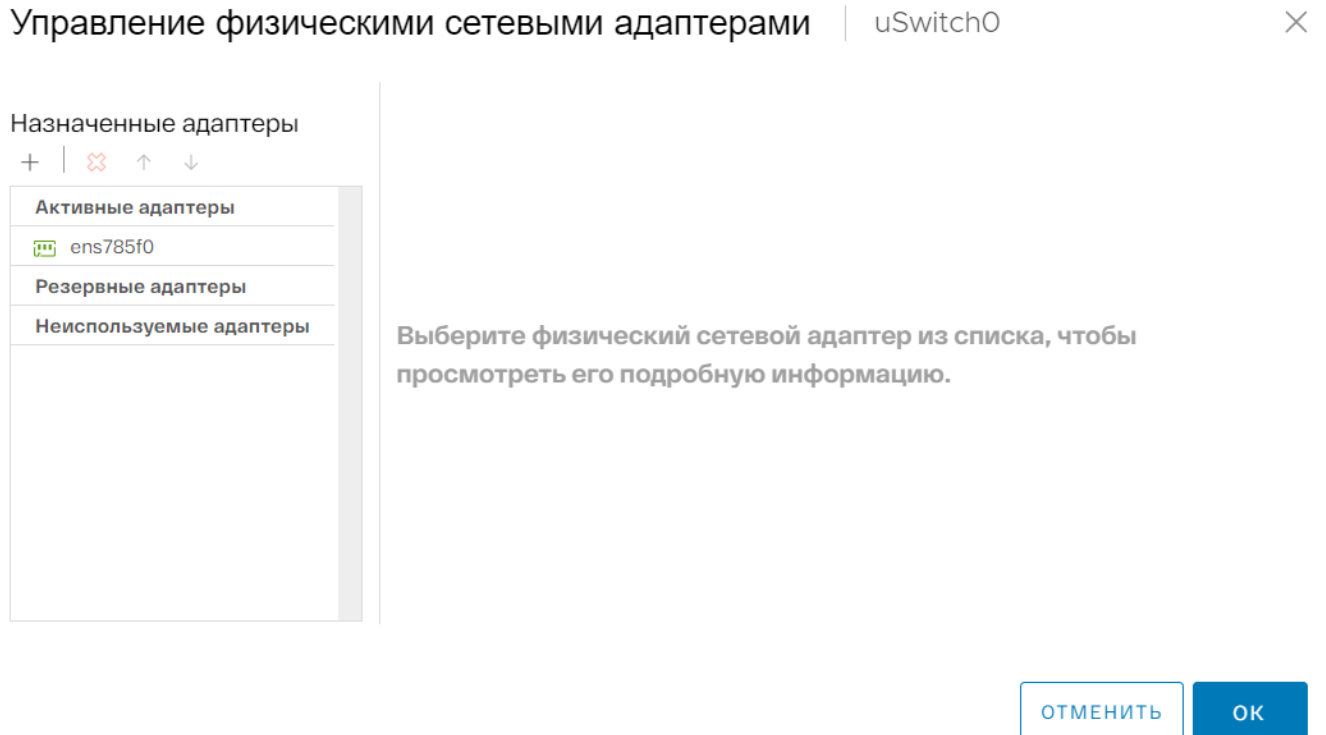 Управление физическими сетевыми адаптерами uSwitch0
Назначенные адаптеры
Активные адаптеры
ens785f0
Резервные адаптеры
Неиспользуемые адаптеры
Выберите физический сетевой адаптер из списка, чтобы
просмотреть его подробную информацию.
ОТМЕНИТЬ ОК